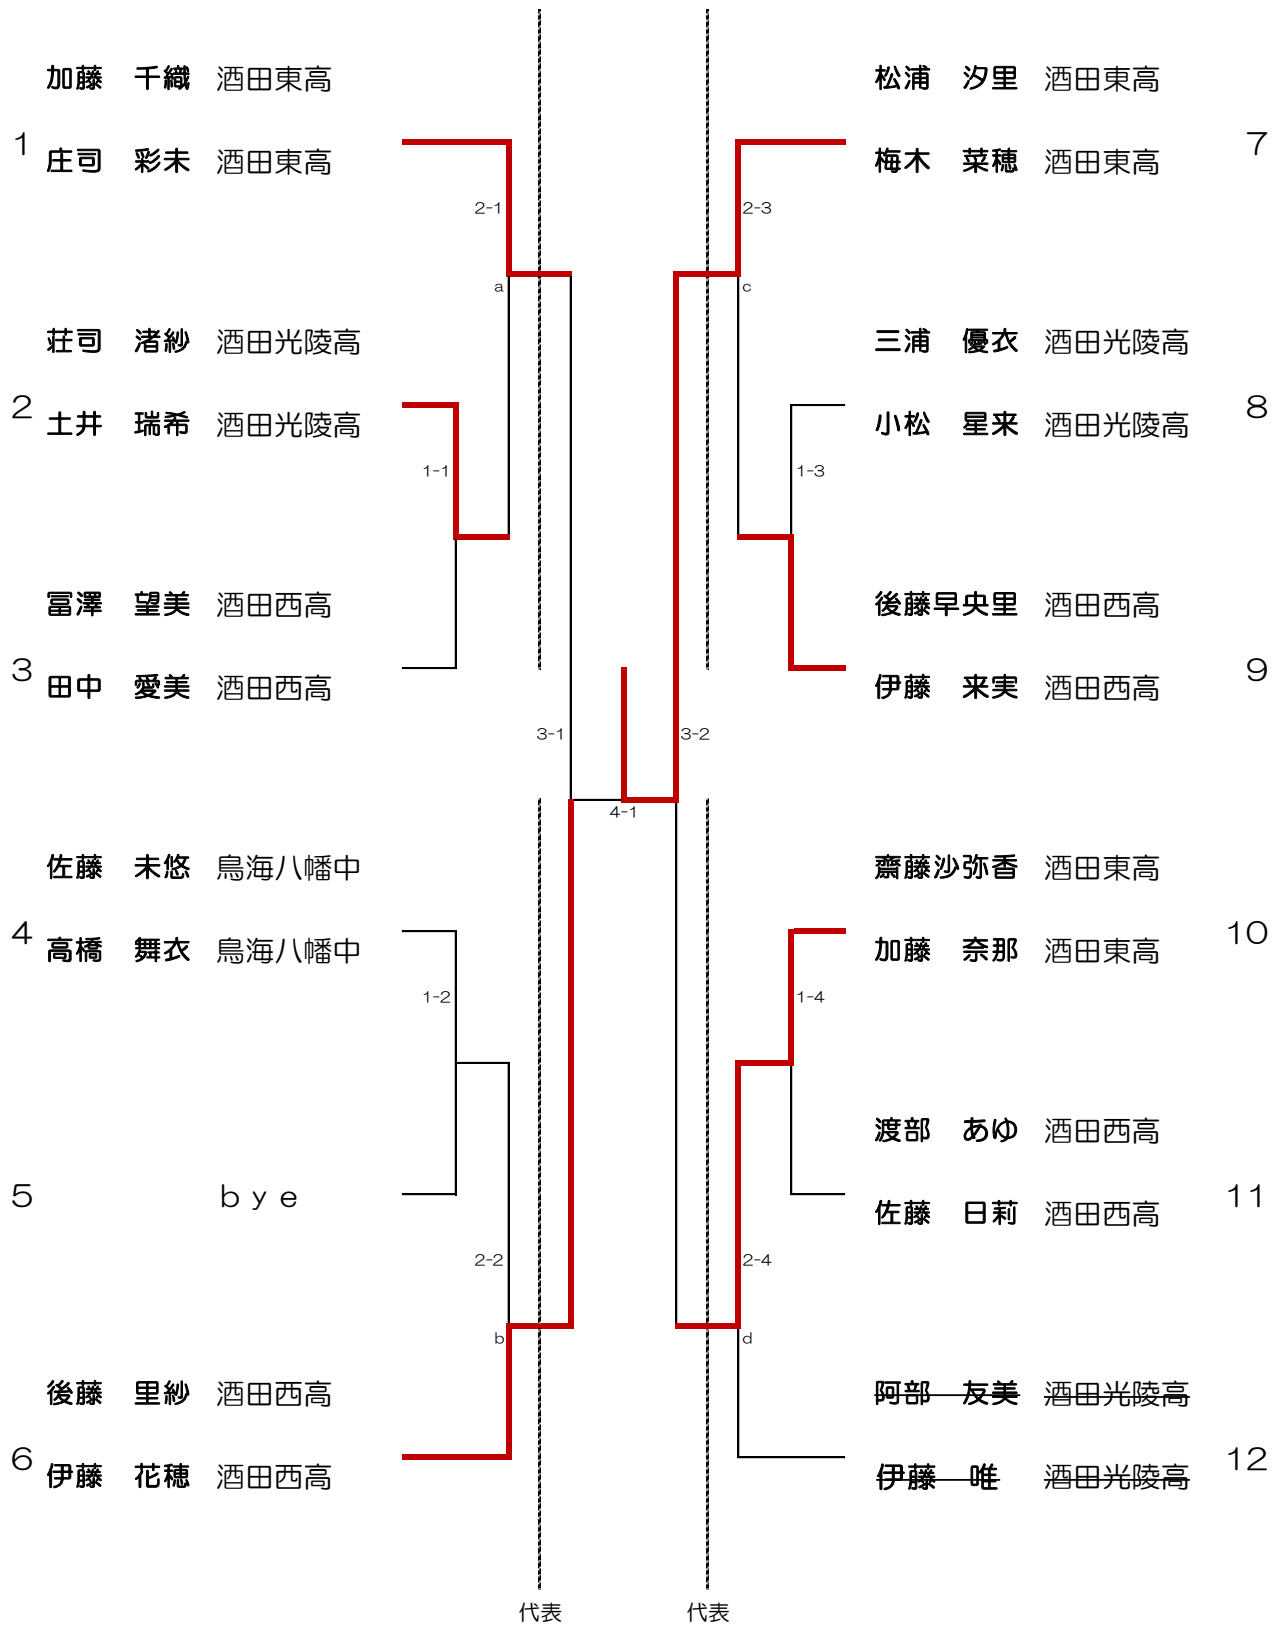 加藤　千織 酒田東高
1
庄司　彩未 酒田東高
2-1
a
荘司　渚紗 酒田光陵高
2
土井　瑞希 酒田光陵高
1-1
冨澤　望美 酒田西高
3
田中　愛美 酒田西高
3-1
佐藤　未悠 鳥海八幡中
4
高橋　舞衣 鳥海八幡中
1-2
5 bye
2-2
b
後藤　里紗 酒田西高
6
伊藤　花穂 酒田西高
代表
4-1
松浦　汐里 酒田東高
7
梅木　菜穂 酒田東高
2-3
c
三浦　優衣 酒田光陵高
8
小松　星来 酒田光陵高
1-3
後藤早央里 酒田西高
9
伊藤　来実 酒田西高
3-2
齋藤沙弥香 酒田東高
10
加藤　奈那 酒田東高
1-4
渡部　あゆ 酒田西高
11
佐藤　日莉 酒田西高
2-4
d
阿部　友美 酒田光陵高
12
伊藤　唯 酒田光陵高
代表